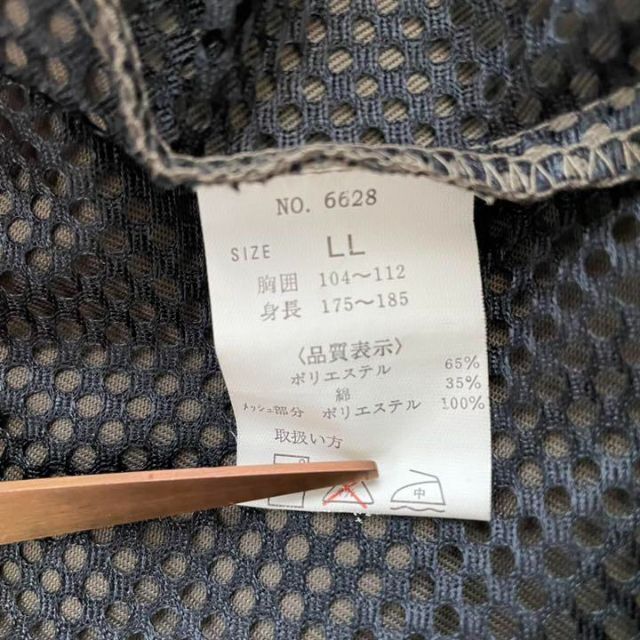 NO. 6628
SIZE LL
胸囲 104～112
身長 175～185
〈品質表示〉
ポリエステル 65%
綿 35%
メッシュ部分 ポリエステル 100%
取扱い方
中